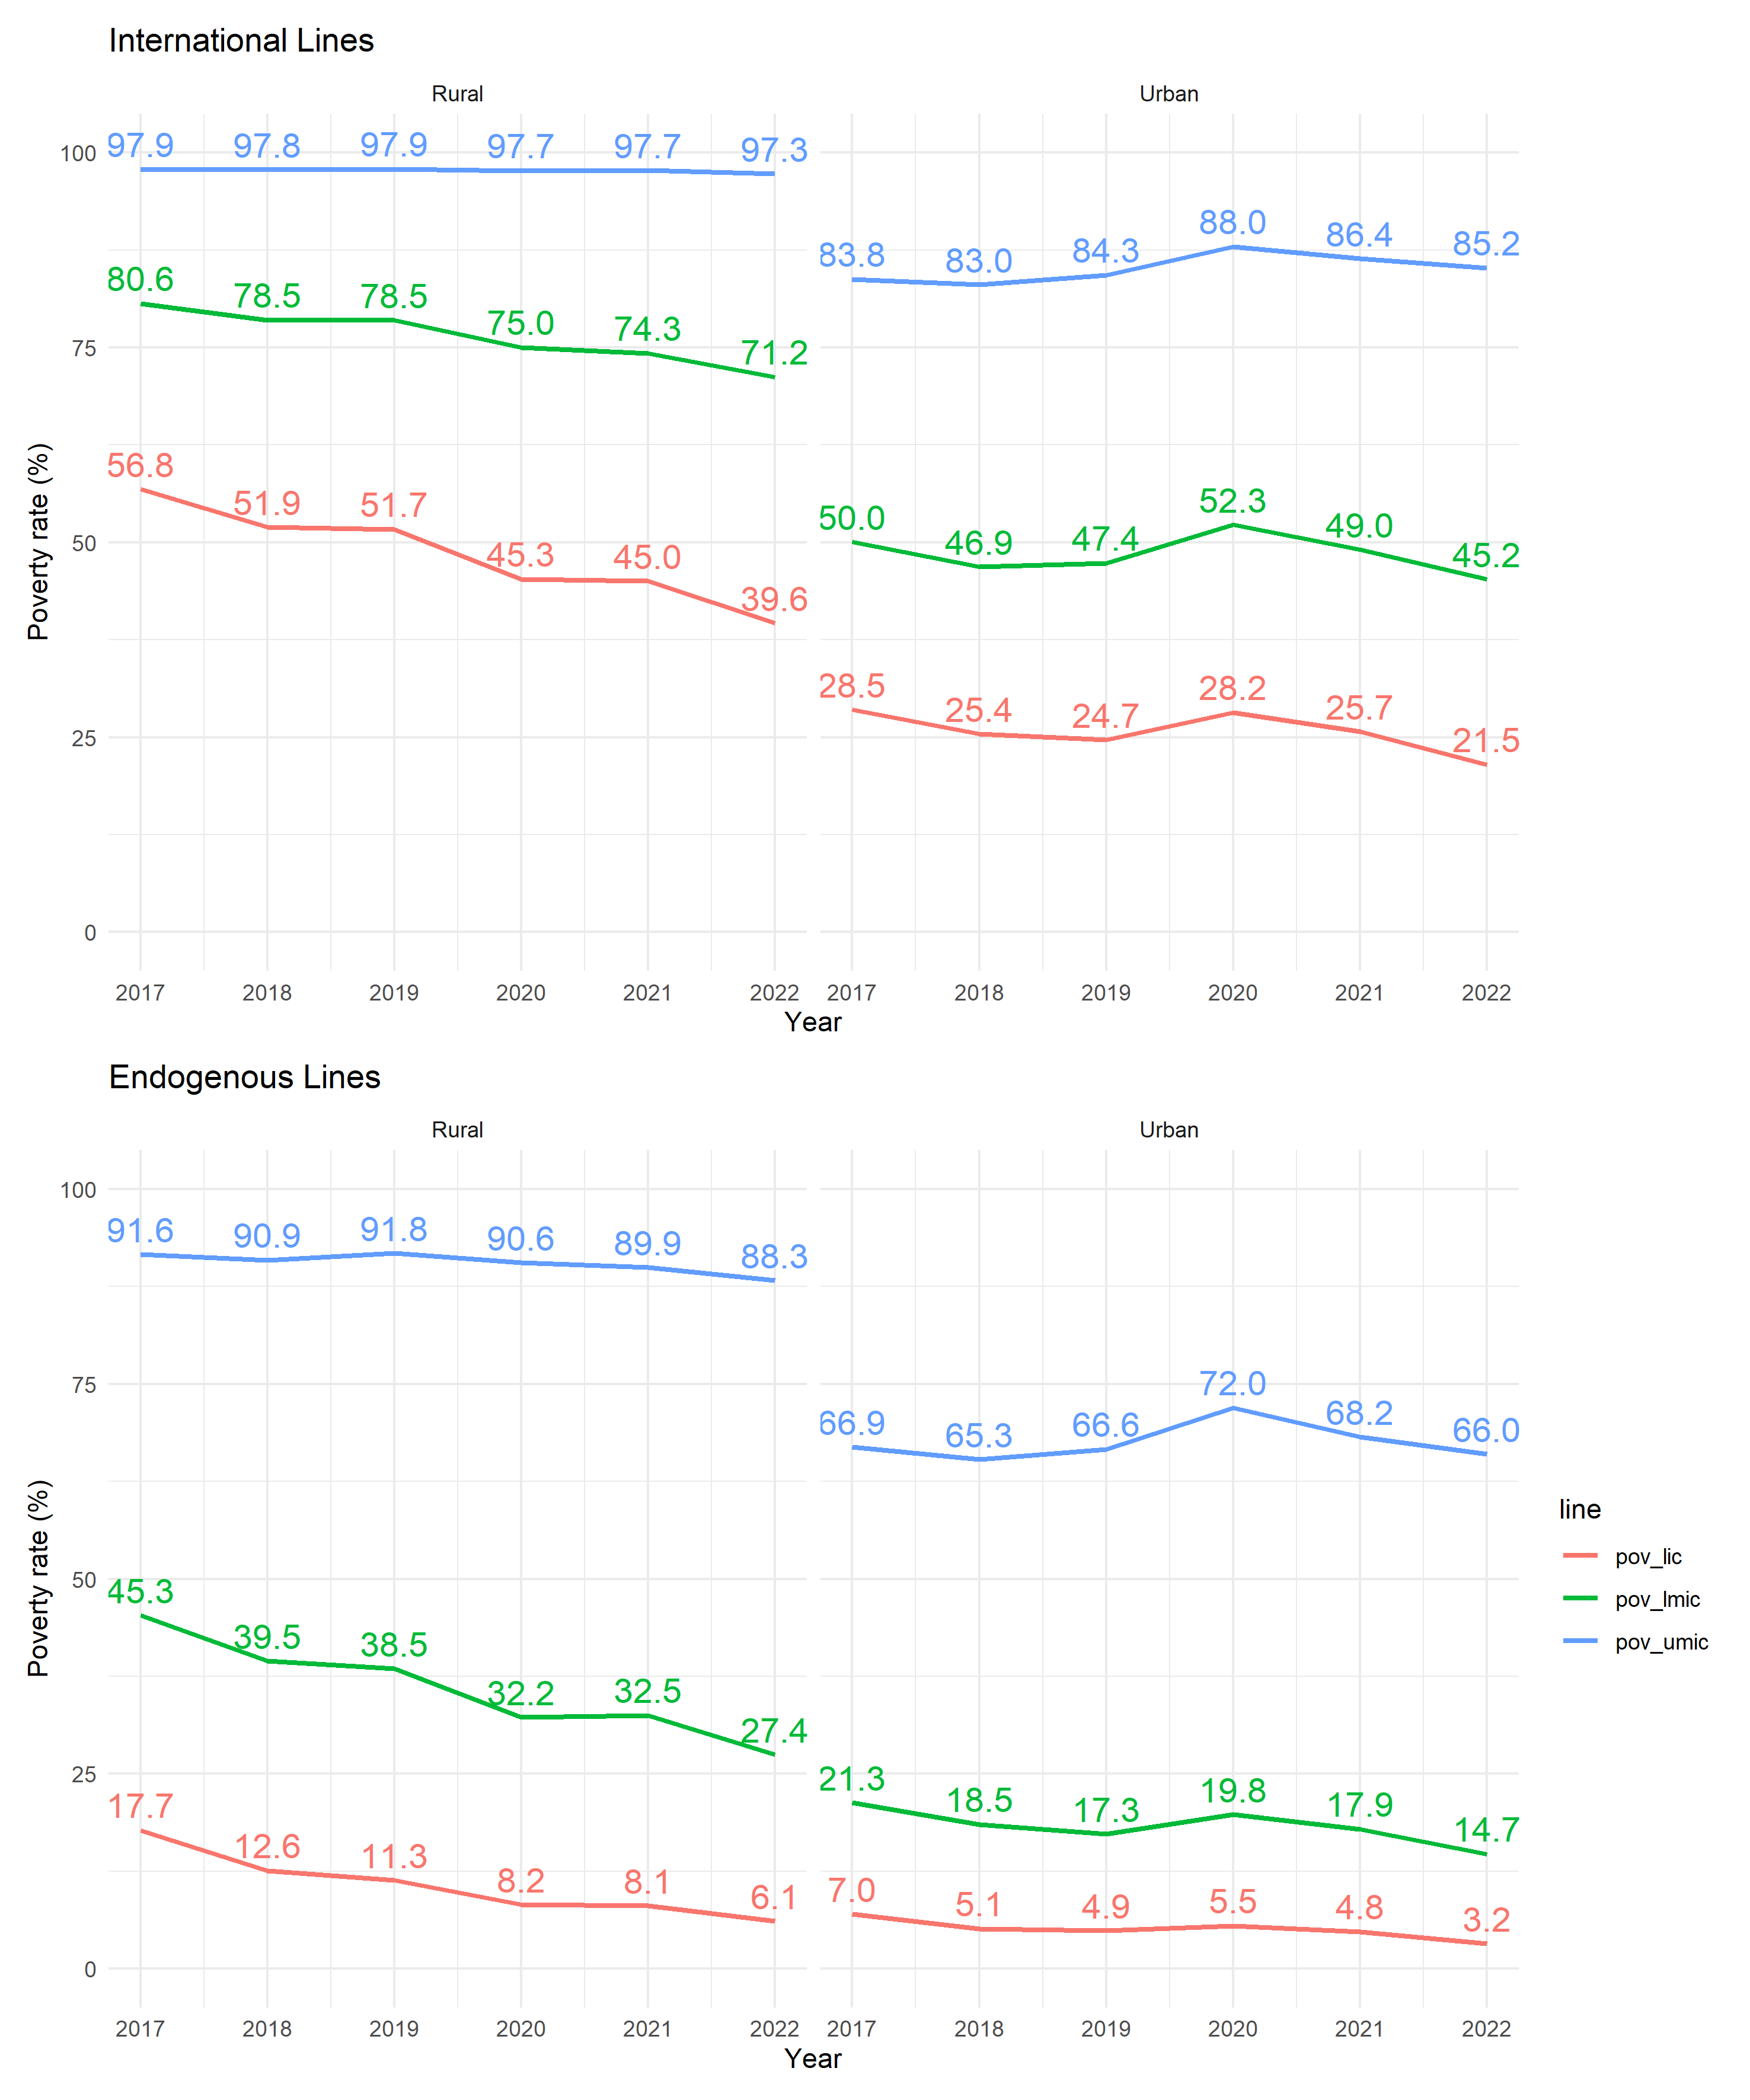 International Lines
Rural
Urban
Poverty rate (%)
100
75
50
25
0
97.9 97.8 97.9 97.7 97.7 97.3
80.6 78.5 78.5 75.0 74.3 71.2
56.8 51.9 51.7 45.3 45.0 39.6
83.8 83.0 84.3 88.0 86.4 85.2
50.0 46.9 47.4 52.3 49.0 45.2
28.5 25.4 24.7 28.2 25.7 21.5
2017 2018 2019 2020 2021 2022
2017 2018 2019 2020 2021 2022
Year
Endogenous Lines
Rural
Urban
Poverty rate (%)
100
75
50
25
0
91.6 90.9 91.8 90.6 89.9 88.3
45.3 39.5 38.5 32.2 32.5 27.4
17.7 12.6 11.3 8.2 8.1 6.1
66.9 65.3 66.6 72.0 68.2 66.0
21.3 18.5 17.3 19.8 17.9 14.7
7.0 5.1 4.9 5.5 4.8 3.2
2017 2018 2019 2020 2021 2022
2017 2018 2019 2020 2021 2022
Year
line
pov_lic
pov_lmic
pov_umic